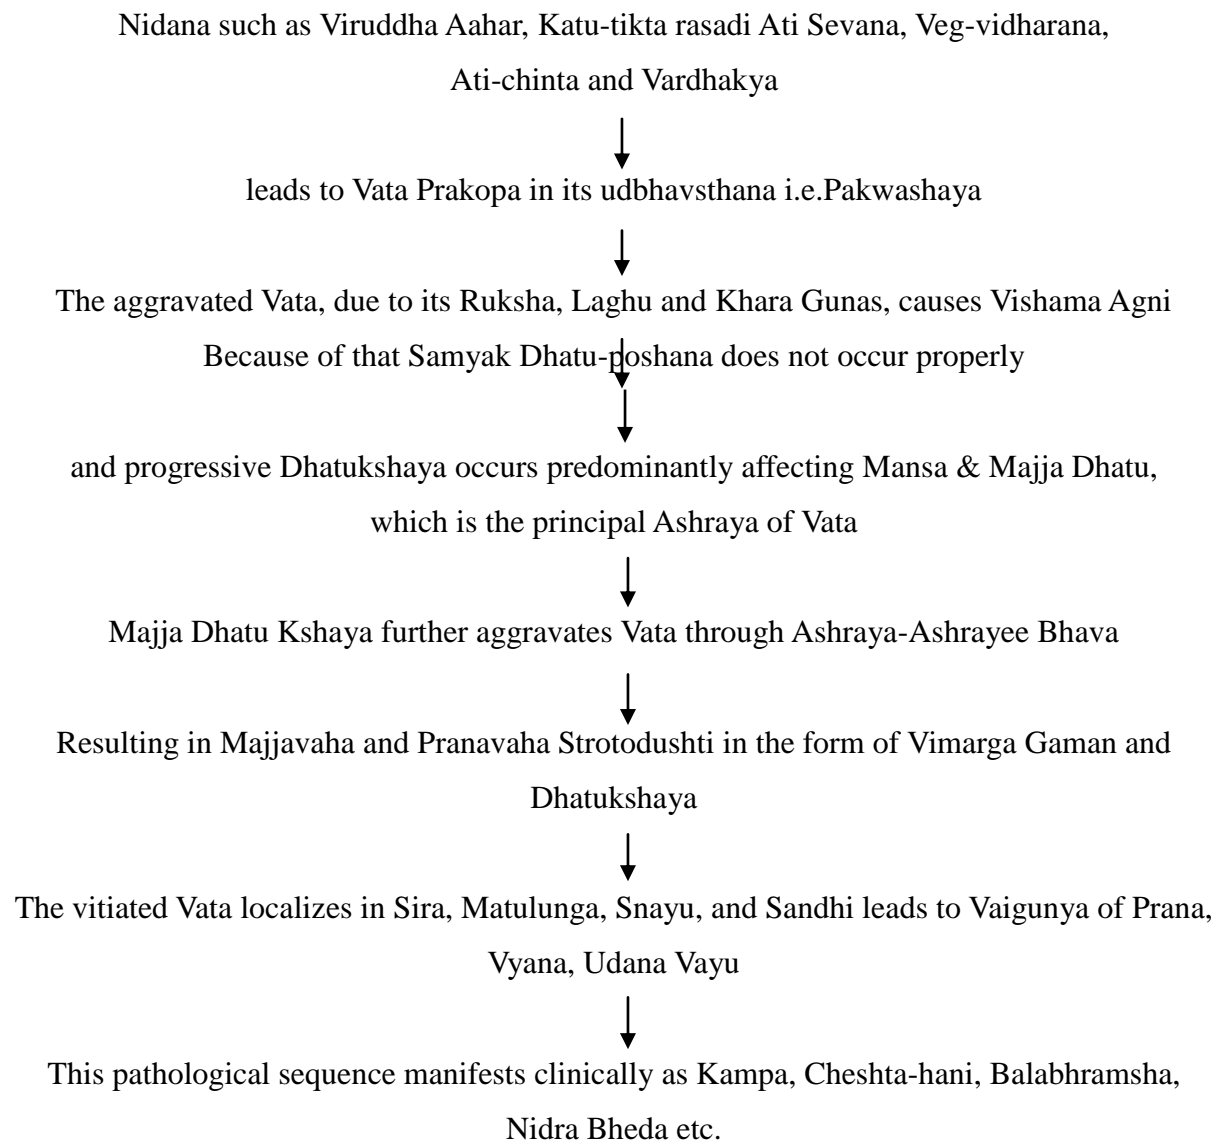 Nidana such as Viruddha Aahar, Katu-tikta rasadi Ati Sevana, Veg-vidharana,
Ati-chinta and Vardhakya
leads to Vata Prakopa in its udbhavsthana i.e.Pakwashaya
The aggravated Vata, due to its Ruksha, Laghu and Khara Gunas, causes Vishama Agni
Because of that Samyak Dhatu-poshana does not occur properly
and progressive Dhatukshaya occurs predominantly affecting Mansa & Majja Dhatu,
which is the principal Ashraya of Vata
Majja Dhatu Kshaya further aggravates Vata through Ashraya-Ashrayee Bhava
Resulting in Majjavaha and Pranavaha Strotodushti in the form of Vimarga Gaman and
Dhatukshaya
The vitiated Vata localizes in Sira, Matulunga, Snayu, and Sandhi leads to Vaigunya of Prana,
Vyana, Udana Vayu
This pathological sequence manifests clinically as Kampa, Cheshta-hani, Balabhramsha,
Nidra Bheda etc.